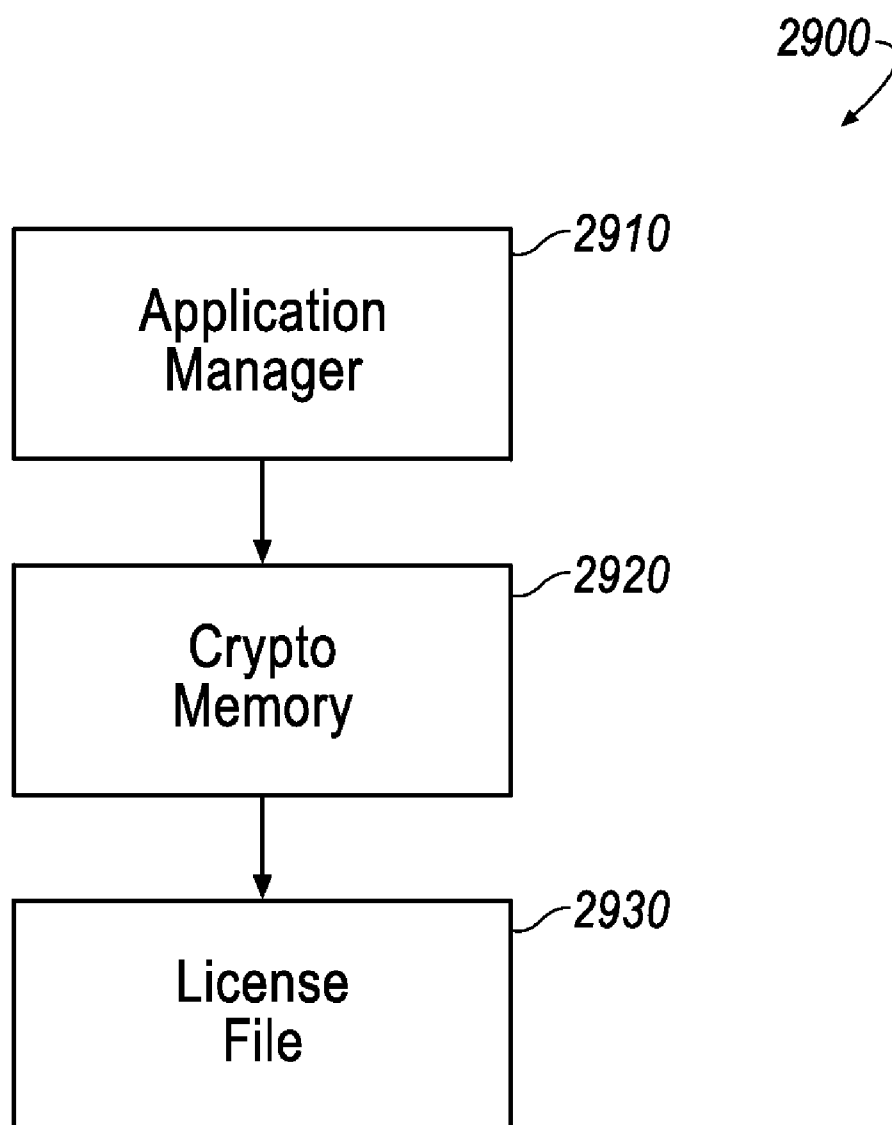 2900
2910
Application
Manager
2920
Crypto
Memory
2930
License
File